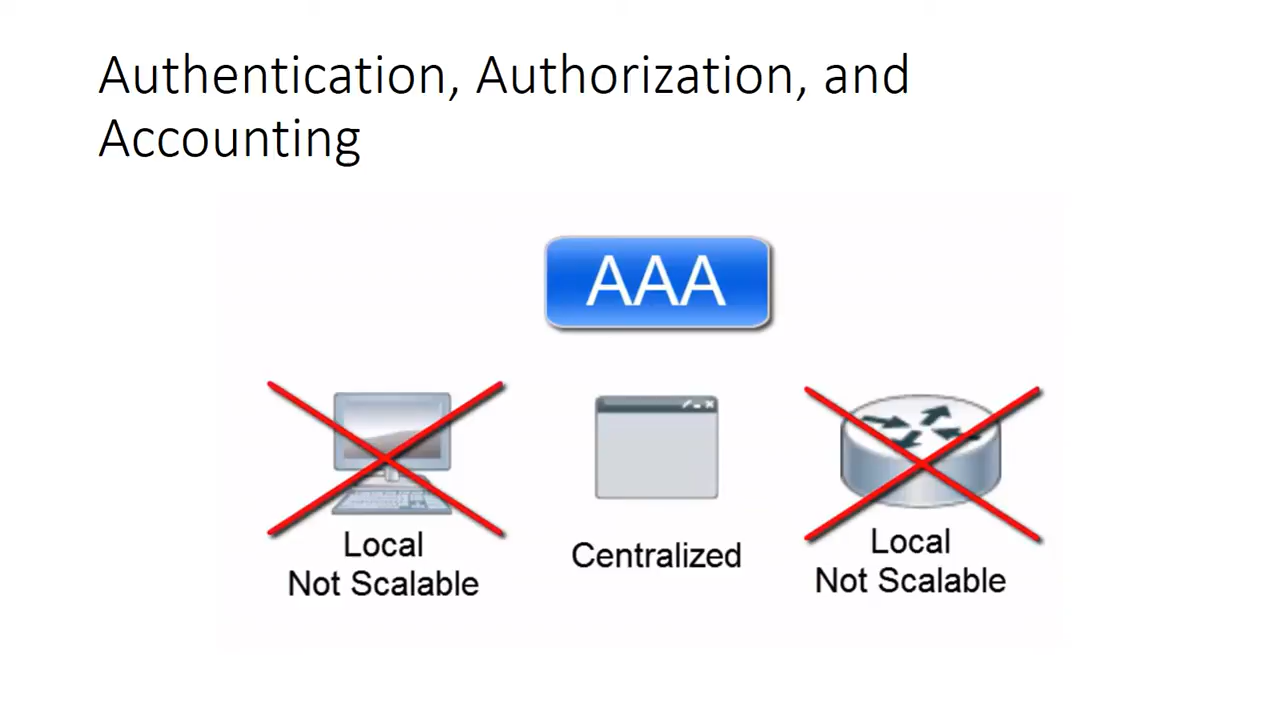 Authentication, Authorization, and
Accounting
AAA
Local
Not Scalable
Centralized
Local
Not Scalable